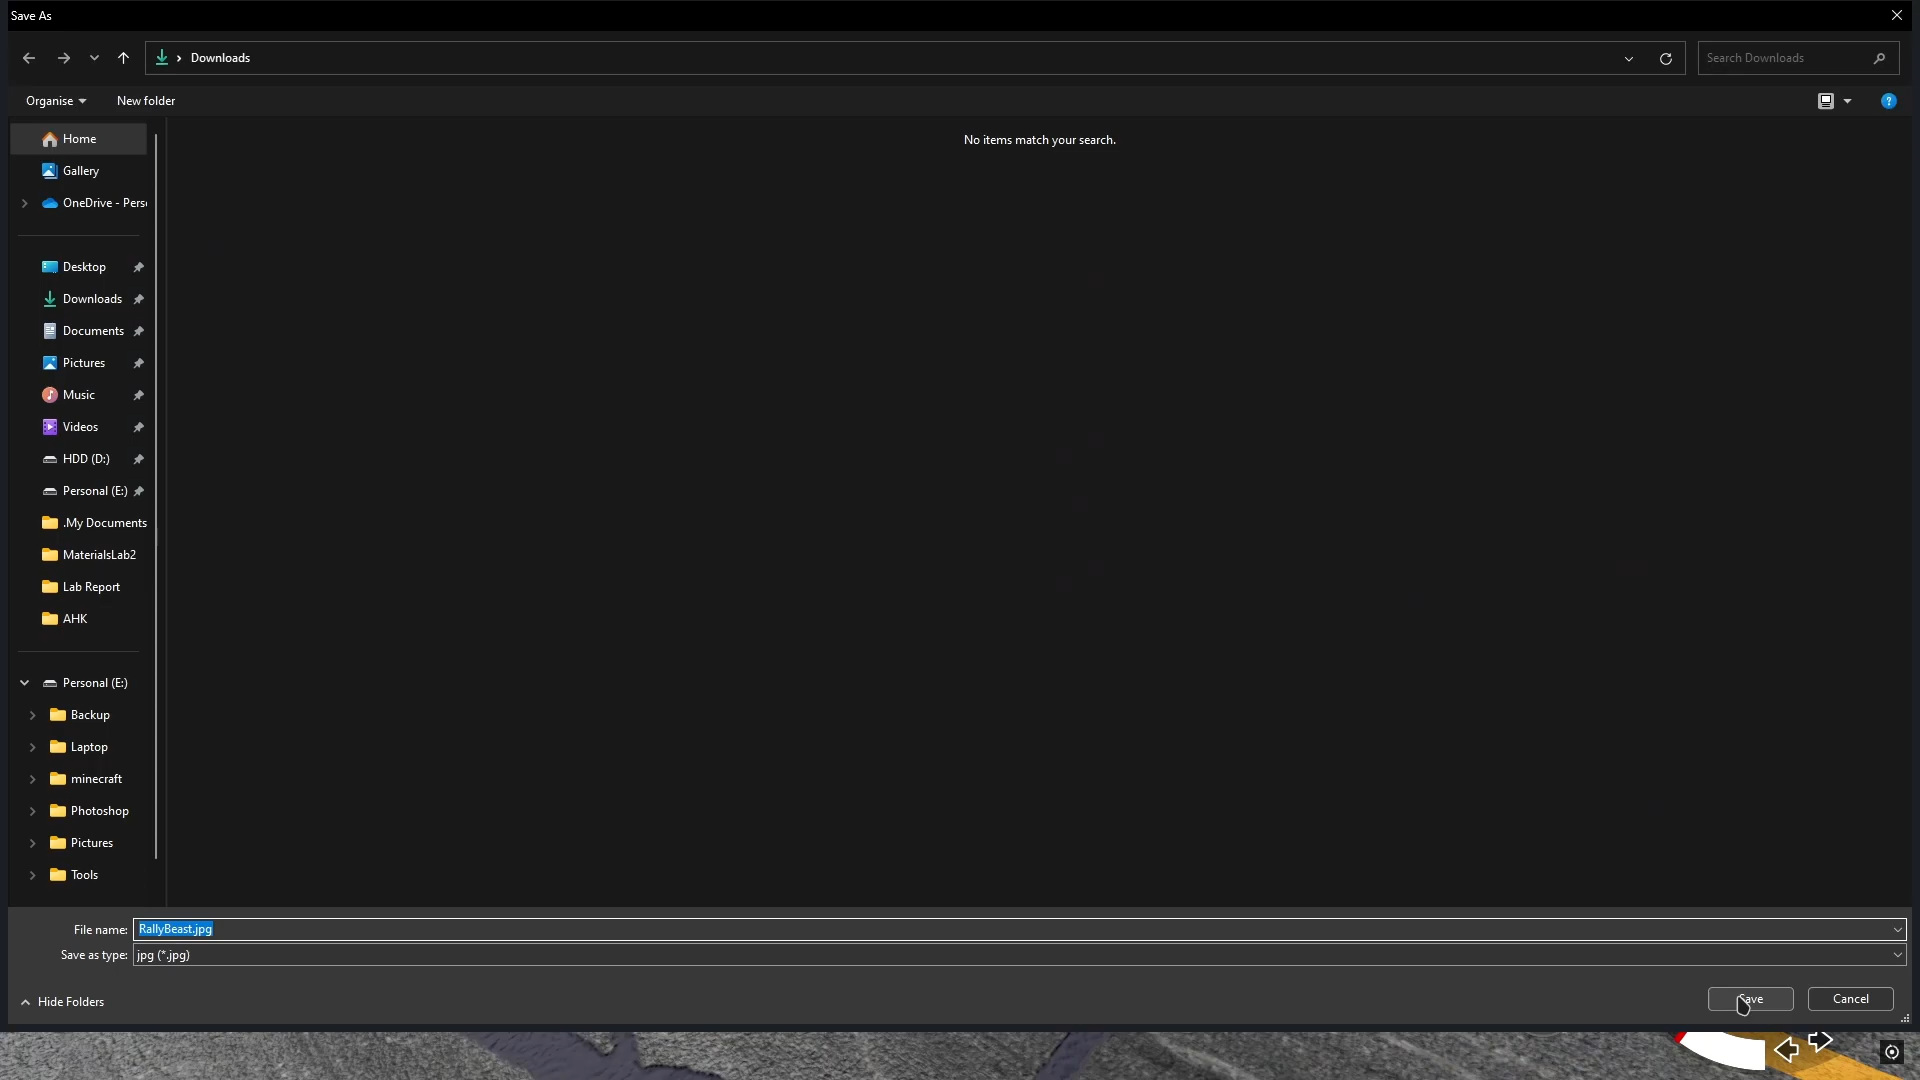 Save As
Downloads
Search Downloads
Organise
New folder
?
Home
No items match your search.
Gallery
OneDrive - Pers
Desktop
Downloads
Documents
Pictures
Music
Videos
HDD (D:)
Personal (E:)
.My Documents
MaterialsLab2
Lab Report
AHK
Personal (E:)
Backup
Laptop
minecraft
Photoshop
Pictures
Tools
File name: RallyBeast.jpg
Save as type: jpg (*.jpg)
Hide Folders
Save
Cancel